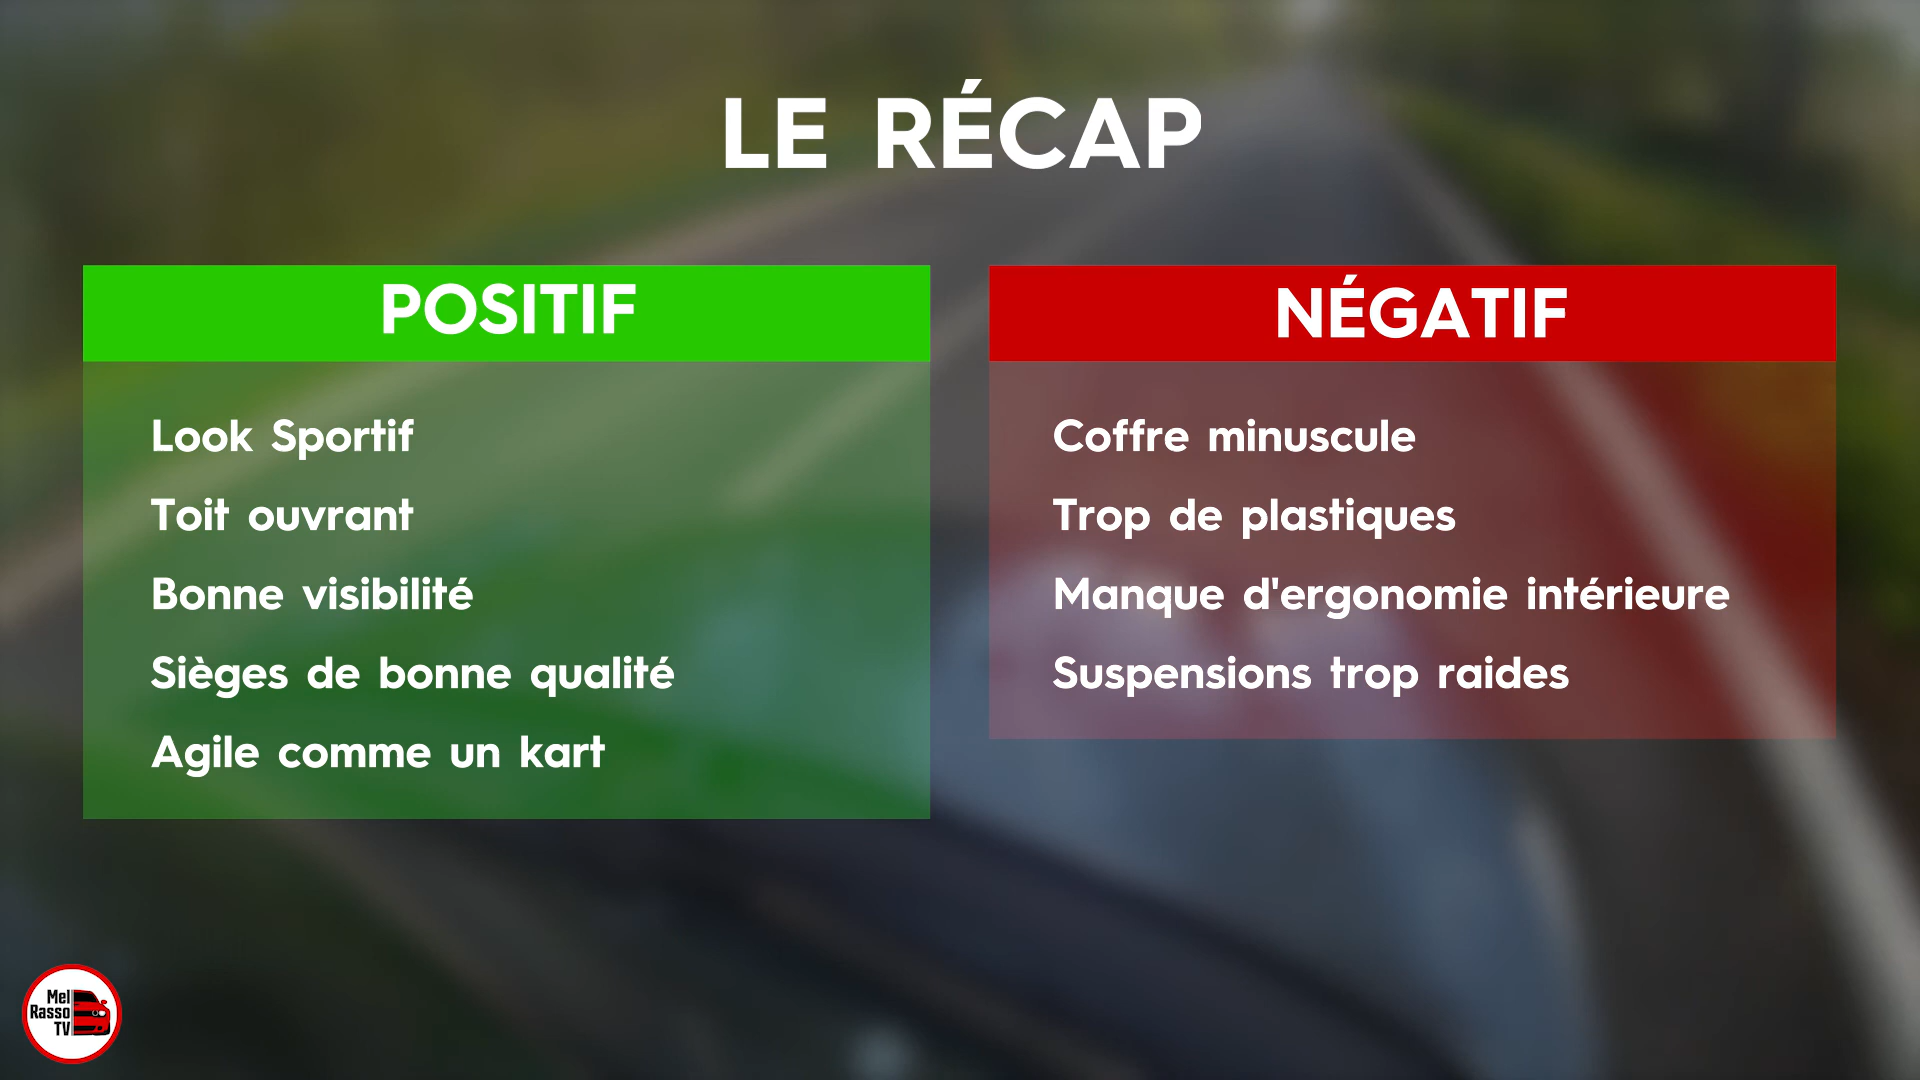 LE RÉCAP
POSITIF
Look Sportif
Toit ouvrant
Bonne visibilité
Sièges de bonne qualité
Agile comme un kart
NÉGATIF
Coffre minuscule
Trop de plastiques
Manque d'ergonomie intérieure
Suspensions trop raides
Mel
Rasso
TV